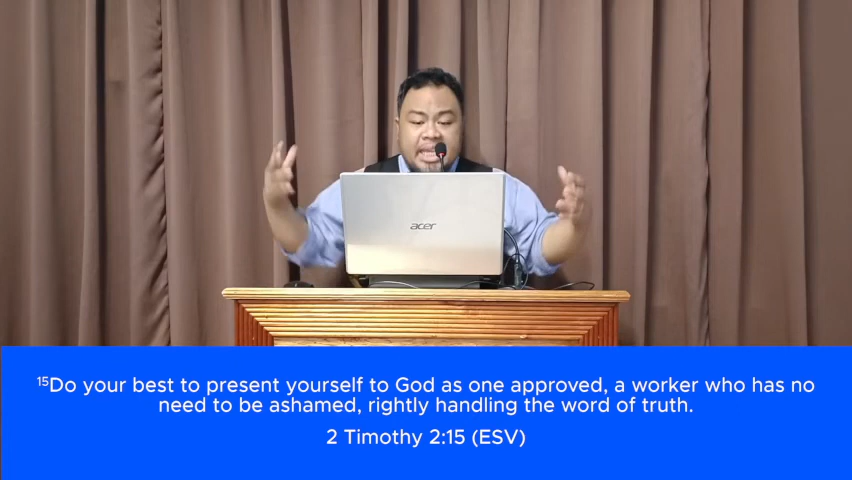 acer
¹⁵Do your best to present yourself to God as one approved, a worker who has no
need to be ashamed, rightly handling the word of truth.
2 Timothy 2:15 (ESV)